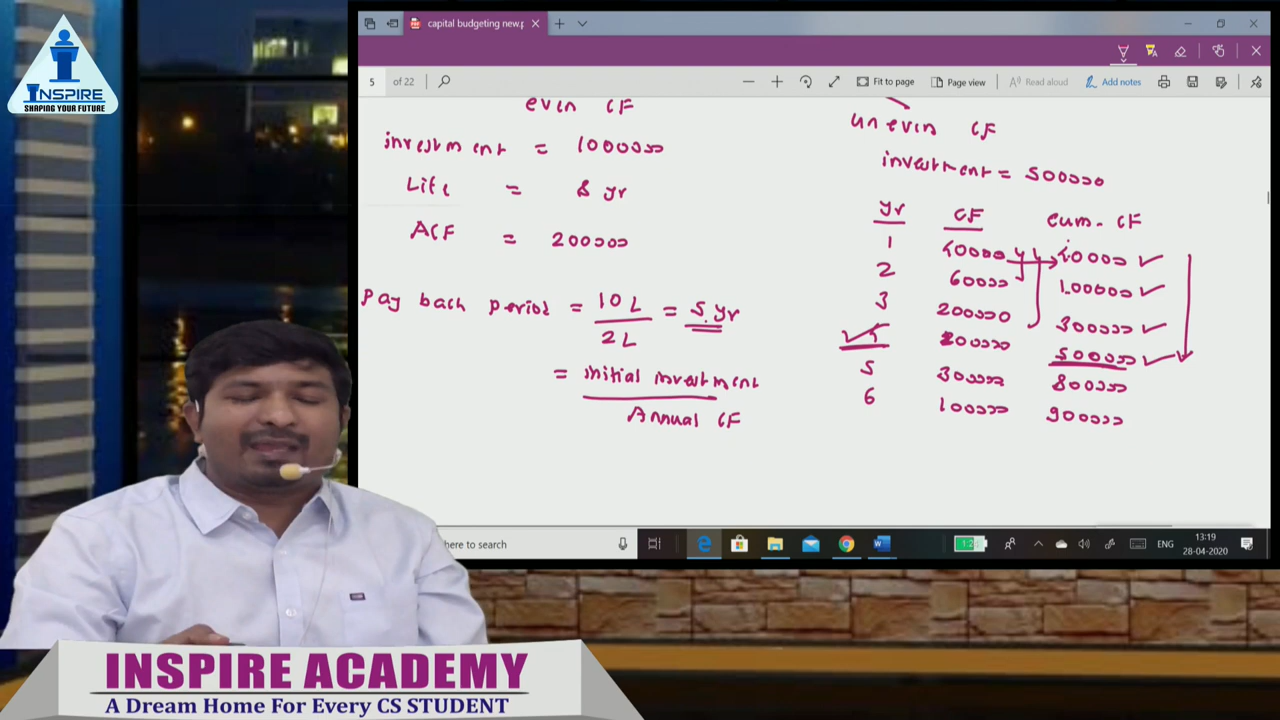 INSPIRE
SHAPING YOUR FUTURE
capital budgeting new.p
5 of 22
Fit to page
Page view
Read aloud
Add notes
even CF
investment = 1000000
Life = 8 yr
ACF = 200000
Pay back period = 10 L / 2 L = 5 yr
= initial investment
Annual CF
uneven CF
investment = 500000
yr CF cum. CF
1 40000 40000
2 60000 100000
3 200000 300000
200000 500000
5 300000 800000
6 100000 900000
here to search
ENG
13:19
28-04-2020
INSPIRE ACADEMY
A Dream Home For Every CS STUDENT